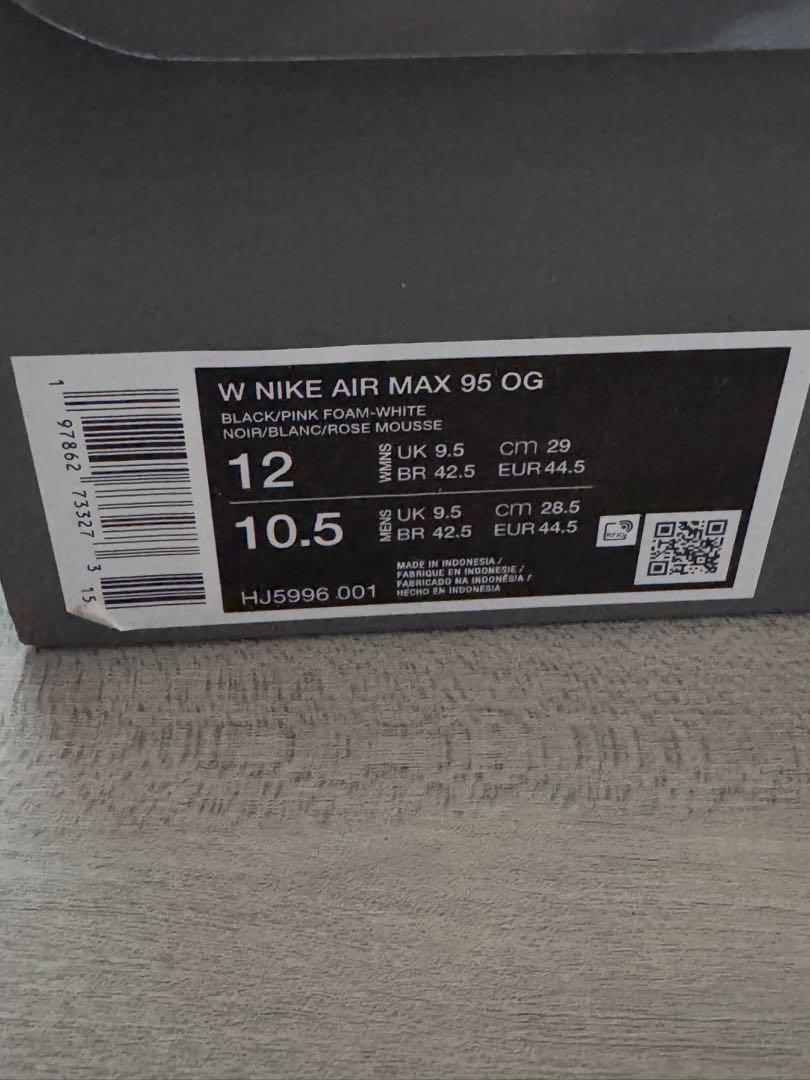 1 97862 73327 3 15
W NIKE AIR MAX 95 OG
BLACK/PINK FOAM-WHITE
NOIR/BLANC/ROSE MOUSSE
12 WMNS UK 9.5 cm 29
BR 42.5 EUR 44.5
10.5 MENS UK 9.5 cm 28.5
BR 42.5 EUR 44.5
HJ5996 001
MADE IN INDONESIA /
FABRIQUE EN INDONESIE /
FABRICADO NA INDONÉSIA /
HECHO EN INDONESIA